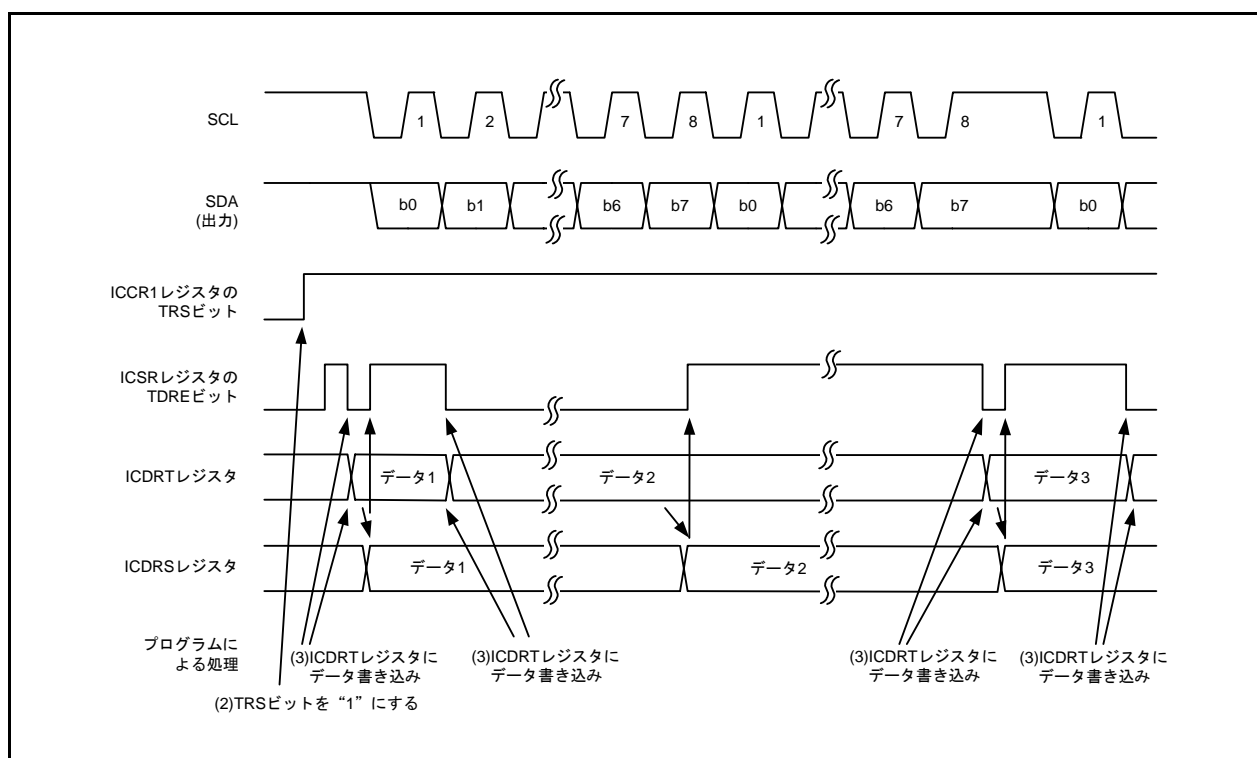 SCL
1 2 7 8 1 7 8 1
SDA
(出力)
b0 b1 b6 b7 b0 b6 b7 b0
ICCR1レジスタの
TRSビット
ICSRレジスタの
TDREビット
ICDRTレジスタ
データ1 データ2 データ3
ICDRSレジスタ
データ1 データ2 データ3
プログラムに
よる処理
(3)ICDRTレジスタに
データ書き込み
(3)ICDRTレジスタに
データ書き込み
(3)ICDRTレジスタに
データ書き込み
(3)ICDRTレジスタに
データ書き込み
(2)TRSビットを“1”にする